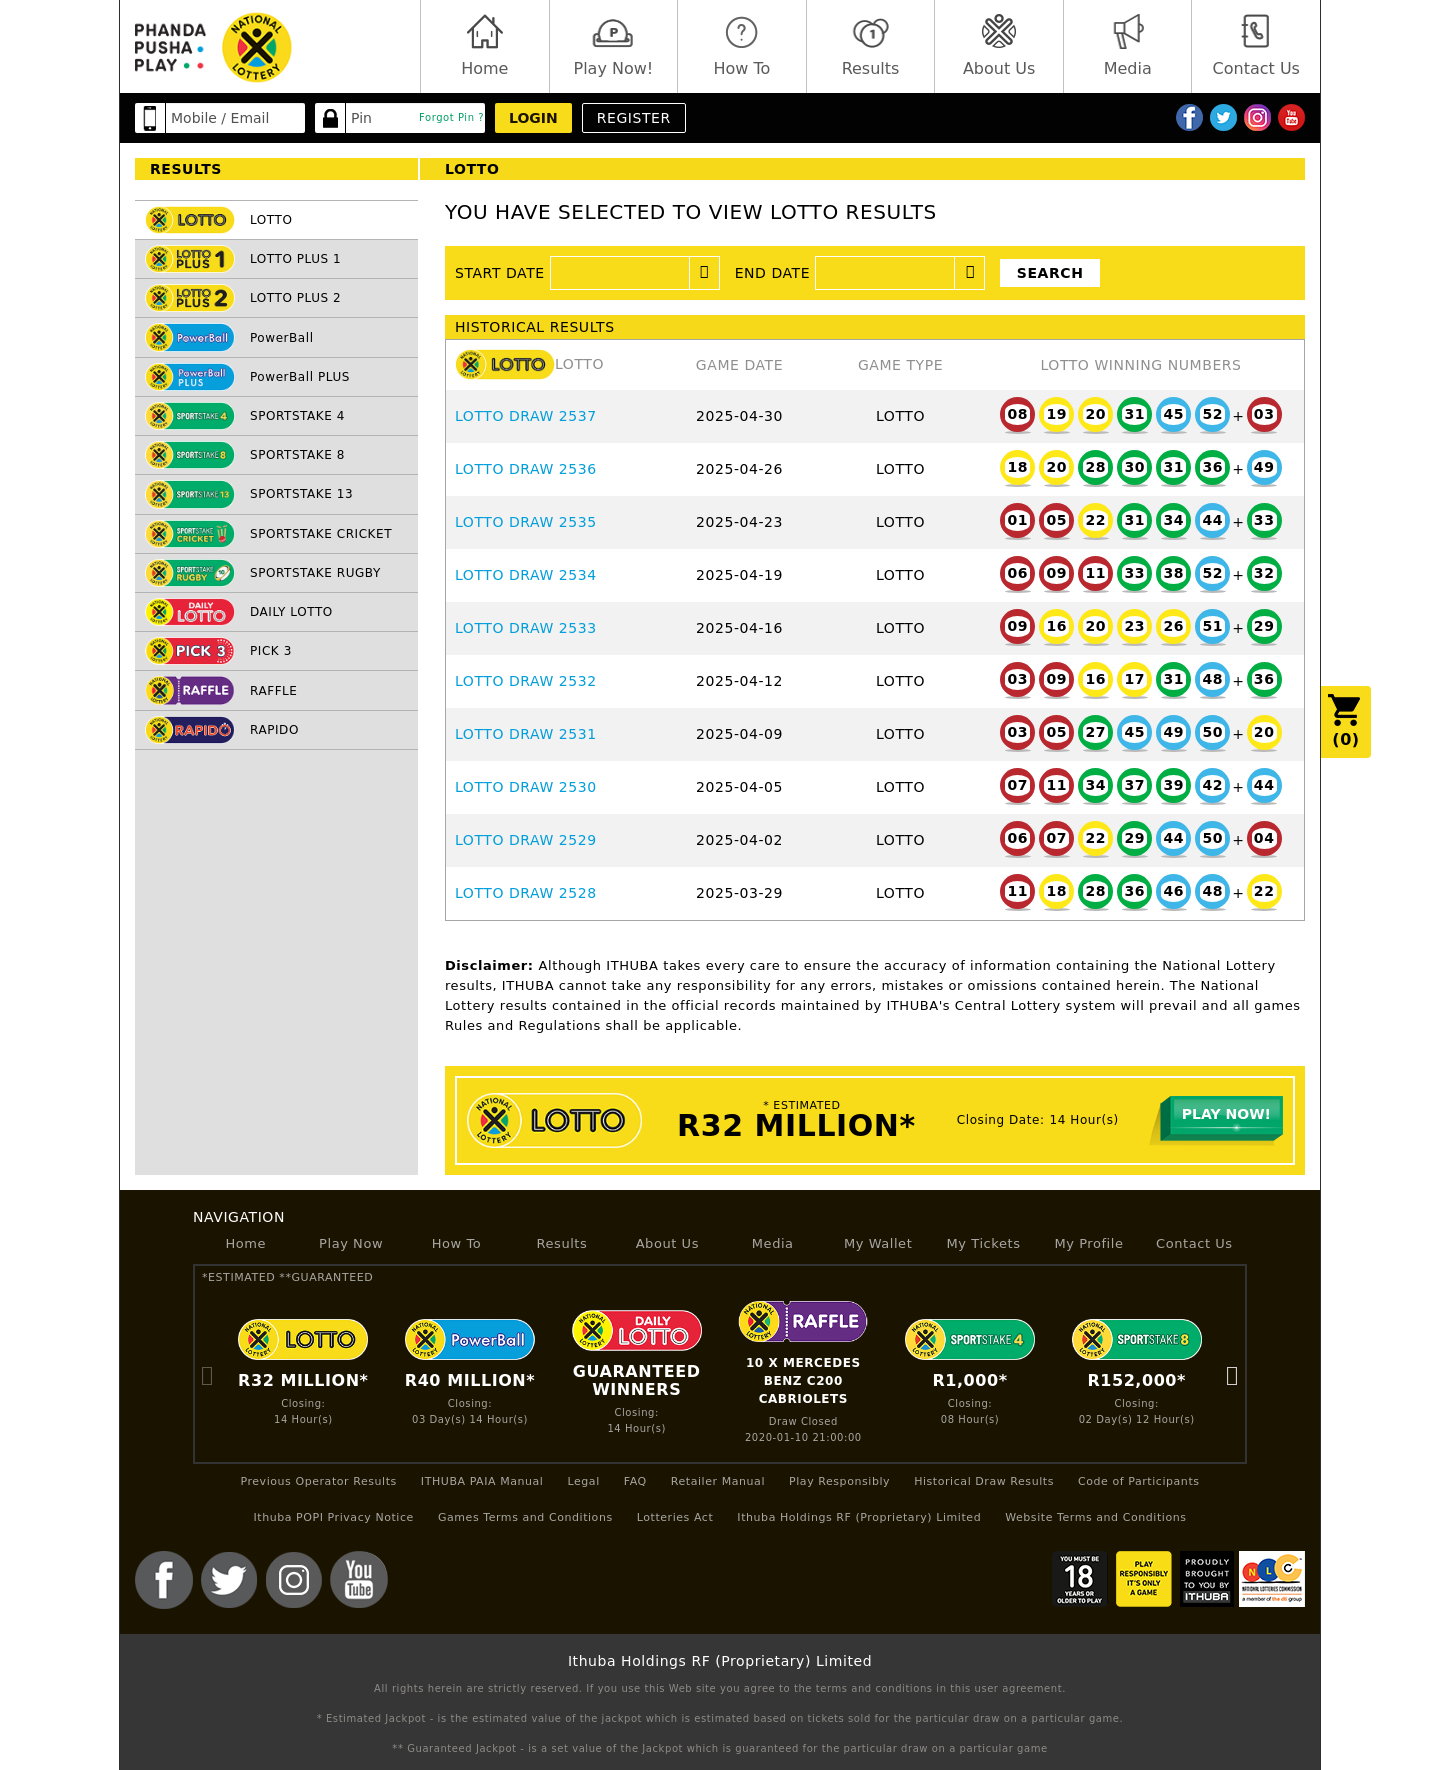 PHANDA
PUSHA
PLAY
NATIONAL
LOTTERY
Home
Play Now!
How To
Results
About Us
Media
Contact Us
Mobile / Email
Pin
Forgot Pin ?
LOGIN
REGISTER
RESULTS
LOTTO
LOTTO
LOTTO PLUS 1
LOTTO PLUS 2
PowerBall
PowerBall PLUS
SPORTSTAKE 4
SPORTSTAKE 8
SPORTSTAKE 13
SPORTSTAKE CRICKET
SPORTSTAKE RUGBY
DAILY LOTTO
PICK 3
RAFFLE
RAPIDO
YOU HAVE SELECTED TO VIEW LOTTO RESULTS
START DATE
END DATE
SEARCH
HISTORICAL RESULTS
LOTTO LOTTO GAME DATE GAME TYPE LOTTO WINNING NUMBERS
LOTTO DRAW 2537 2025-04-30 LOTTO 08 19 20 31 45 52 + 03
LOTTO DRAW 2536 2025-04-26 LOTTO 18 20 28 30 31 36 + 49
LOTTO DRAW 2535 2025-04-23 LOTTO 01 05 22 31 34 44 + 33
LOTTO DRAW 2534 2025-04-19 LOTTO 06 09 11 33 38 52 + 32
LOTTO DRAW 2533 2025-04-16 LOTTO 09 16 20 23 26 51 + 29
LOTTO DRAW 2532 2025-04-12 LOTTO 03 09 16 17 31 48 + 36
LOTTO DRAW 2531 2025-04-09 LOTTO 03 05 27 45 49 50 + 20
LOTTO DRAW 2530 2025-04-05 LOTTO 07 11 34 37 39 42 + 44
LOTTO DRAW 2529 2025-04-02 LOTTO 06 07 22 29 44 50 + 04
LOTTO DRAW 2528 2025-03-29 LOTTO 11 18 28 36 46 48 + 22
(0)
Disclaimer: Although ITHUBA takes every care to ensure the accuracy of information containing the National Lottery
results, ITHUBA cannot take any responsibility for any errors, mistakes or omissions contained herein. The National
Lottery results contained in the official records maintained by ITHUBA's Central Lottery system will prevail and all games
Rules and Regulations shall be applicable.
LOTTO
* ESTIMATED
R32 MILLION*
Closing Date: 14 Hour(s)
PLAY NOW!
NAVIGATION
Home Play Now How To Results About Us Media My Wallet My Tickets My Profile Contact Us
*ESTIMATED **GUARANTEED
LOTTO
R32 MILLION*
Closing:
14 Hour(s)
PowerBall
R40 MILLION*
Closing:
03 Day(s) 14 Hour(s)
DAILY
LOTTO
GUARANTEED
WINNERS
Closing:
14 Hour(s)
RAFFLE
10 X MERCEDES
BENZ C200
CABRIOLETS
Draw Closed
2020-01-10 21:00:00
SPORTSTAKE 4
R1,000*
Closing:
08 Hour(s)
SPORTSTAKE 8
R152,000*
Closing:
02 Day(s) 12 Hour(s)
Previous Operator Results ITHUBA PAIA Manual Legal FAQ Retailer Manual Play Responsibly Historical Draw Results Code of Participants
Ithuba POPI Privacy Notice Games Terms and Conditions Lotteries Act Ithuba Holdings RF (Proprietary) Limited Website Terms and Conditions
You
Tube
YOU MUST BE
18
YEARS OR
OLDER TO PLAY
PLAY
RESPONSIBLY
IT'S ONLY
A GAME
PROUDLY
BROUGHT
TO YOU BY
ITHUBA
NLC
NATIONAL LOTTERIES COMMISSION
a member of the dti group
Ithuba Holdings RF (Proprietary) Limited
All rights herein are strictly reserved. If you use this Web site you agree to the terms and conditions in this user agreement.
* Estimated Jackpot - is the estimated value of the jackpot which is estimated based on tickets sold for the particular draw on a particular game.
** Guaranteed Jackpot - is a set value of the Jackpot which is guaranteed for the particular draw on a particular game